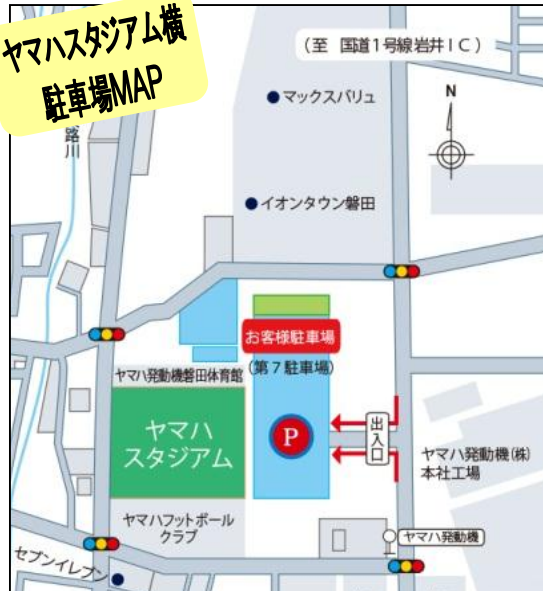 ヤマハスタジアム横
駐車場MAP
(至 国道1号線岩井IC)
マックスバリュ
N
路川
イオンタウン磐田
お客様駐車場
(第7駐車場)
ヤマハ発動機磐田体育館
ヤマハ
スタジアム
P
出入口
ヤマハ発動機(株)
本社工場
ヤマハフットボール
クラブ
ヤマハ発動機
セブンイレブン